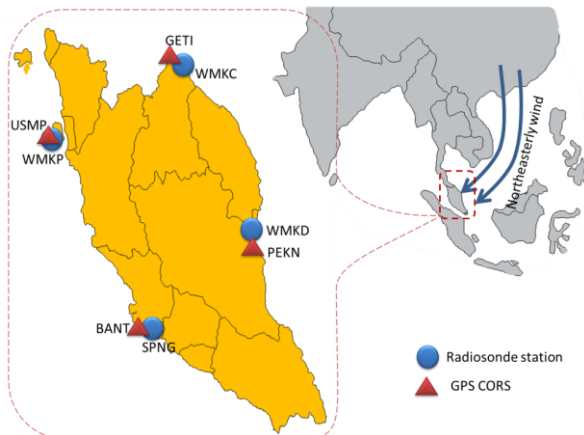 GETI
WMKC
USMP
WMKP
WMKD
PEKN
BANT
SPNG
Northeasterly wind
Radiosonde station
GPS CORS